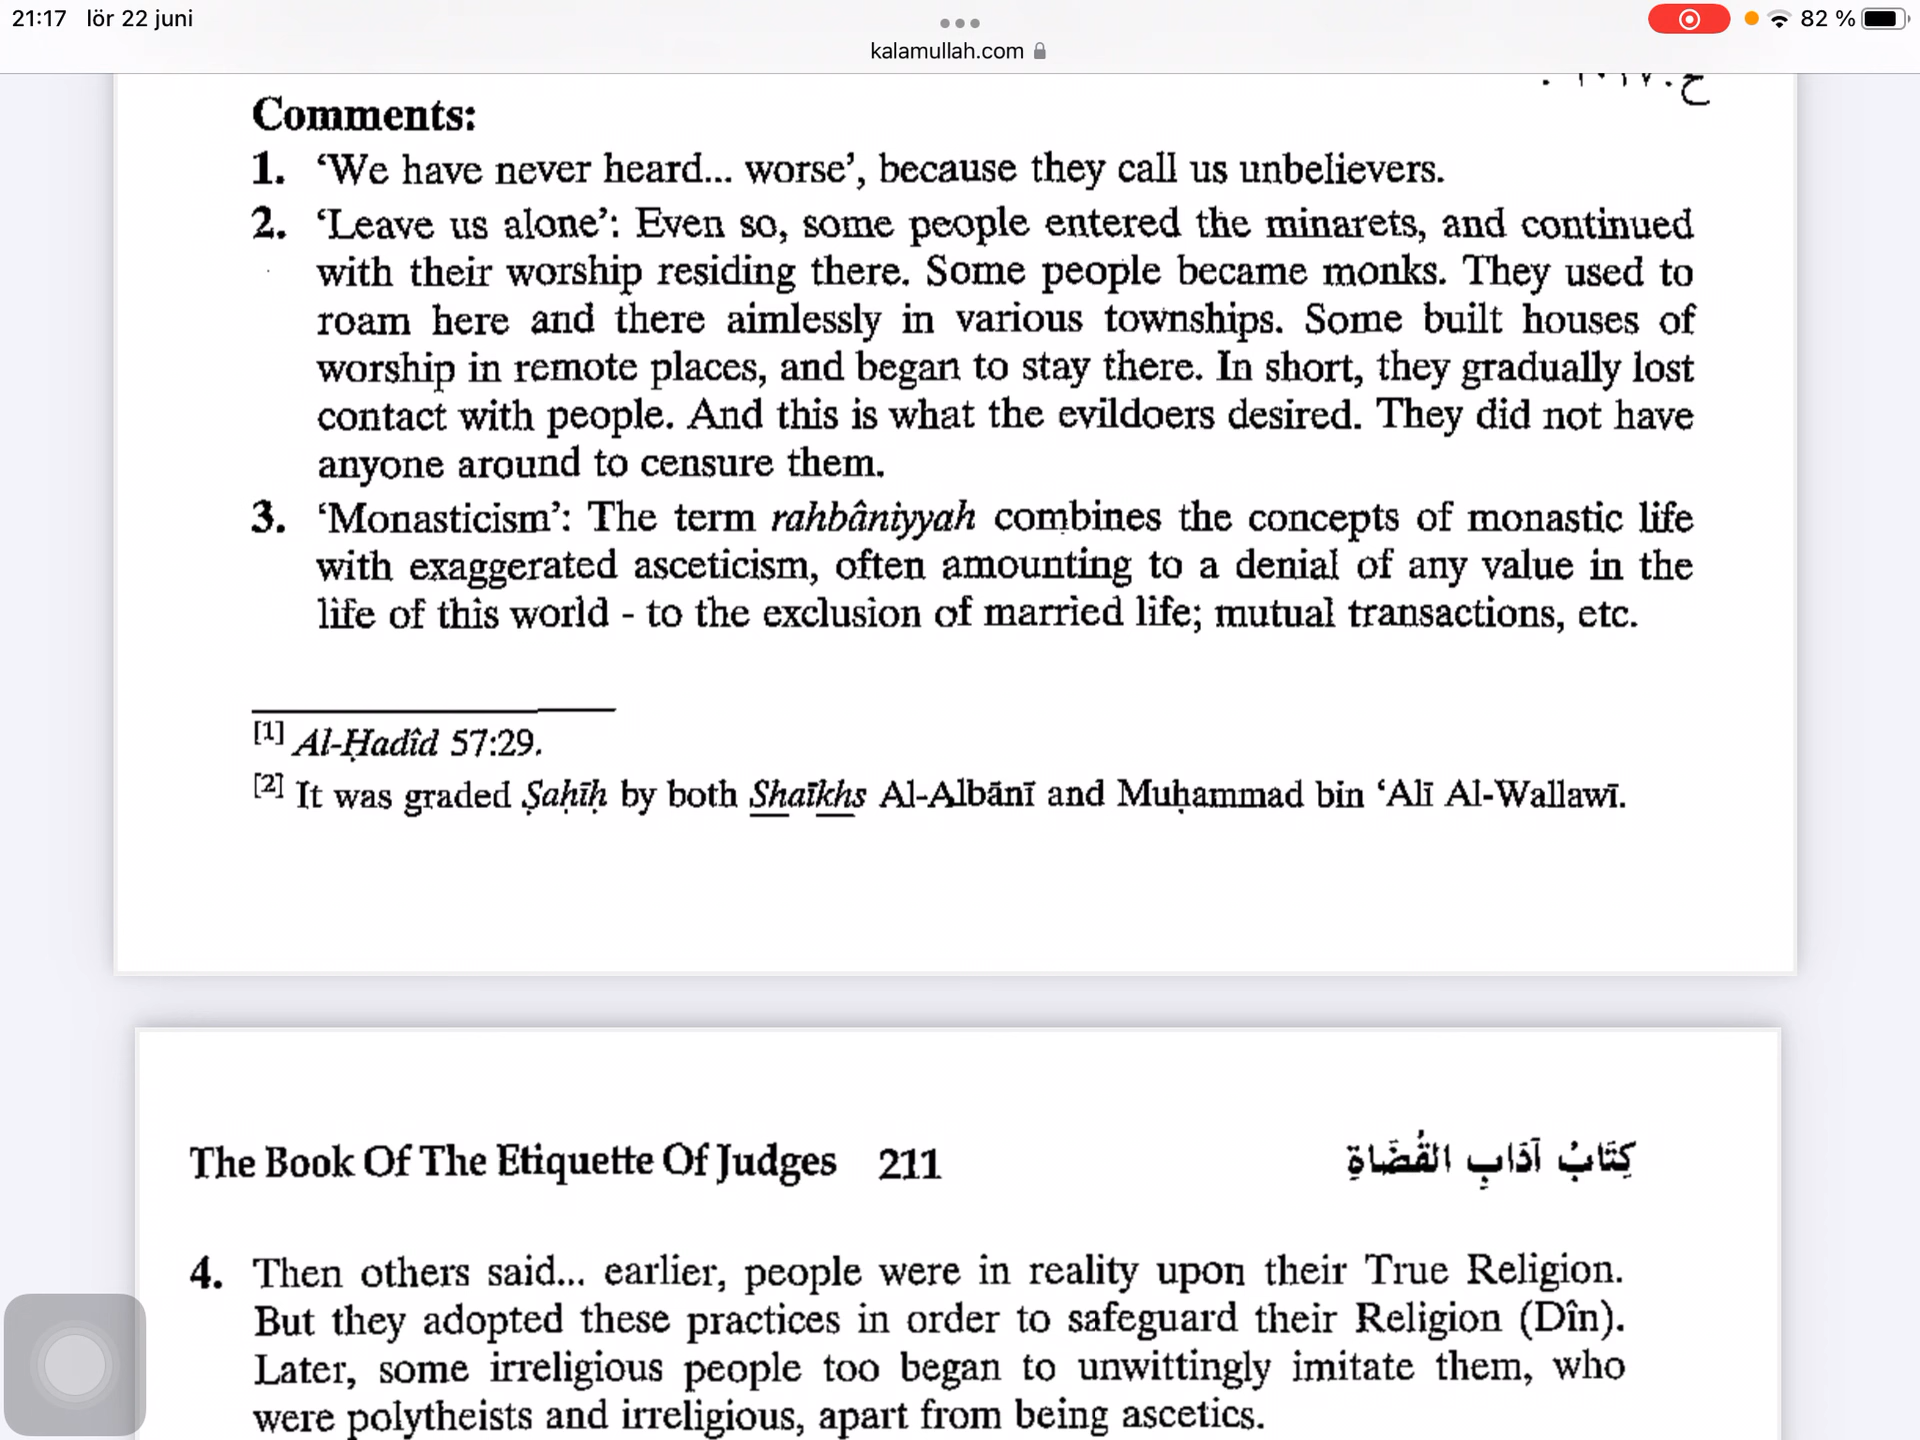 21:17 lör 22 juni
82 %
kalamullah.com
Comments:
1. ‘We have never heard... worse’, because they call us unbelievers.
2. ‘Leave us alone’: Even so, some people entered the minarets, and continued
with their worship residing there. Some people became monks. They used to
roam here and there aimlessly in various townships. Some built houses of
worship in remote places, and began to stay there. In short, they gradually lost
contact with people. And this is what the evildoers desired. They did not have
anyone around to censure them.
3. ‘Monasticism’: The term rahbâniyyah combines the concepts of monastic life
with exaggerated asceticism, often amounting to a denial of any value in the
life of this world - to the exclusion of married life; mutual transactions, etc.
[1] Al-Ḥadîd 57:29.
[2] It was graded Ṣaḥīḥ by both Shaīkhs Al-Albānī and Muḥammad bin ‘Alī Al-Wallawī.
The Book Of The Etiquette Of Judges 211 كِتَابُ آدَابِ القُضَاةِ
4. Then others said... earlier, people were in reality upon their True Religion.
But they adopted these practices in order to safeguard their Religion (Dîn).
Later, some irreligious people too began to unwittingly imitate them, who
were polytheists and irreligious, apart from being ascetics.